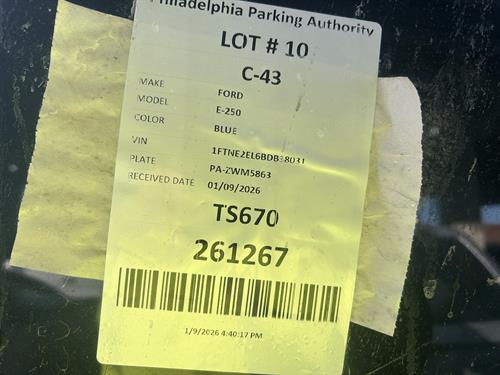 Philadelphia Parking Authority
LOT # 10
C-43
MAKE FORD
MODEL E-250
COLOR BLUE
VIN 1FTNE2EL6BDB38031
PLATE PA-ZWM5863
RECEIVED DATE 01/09/2026
TS670
261267
1/9/2026 4:40:17 PM